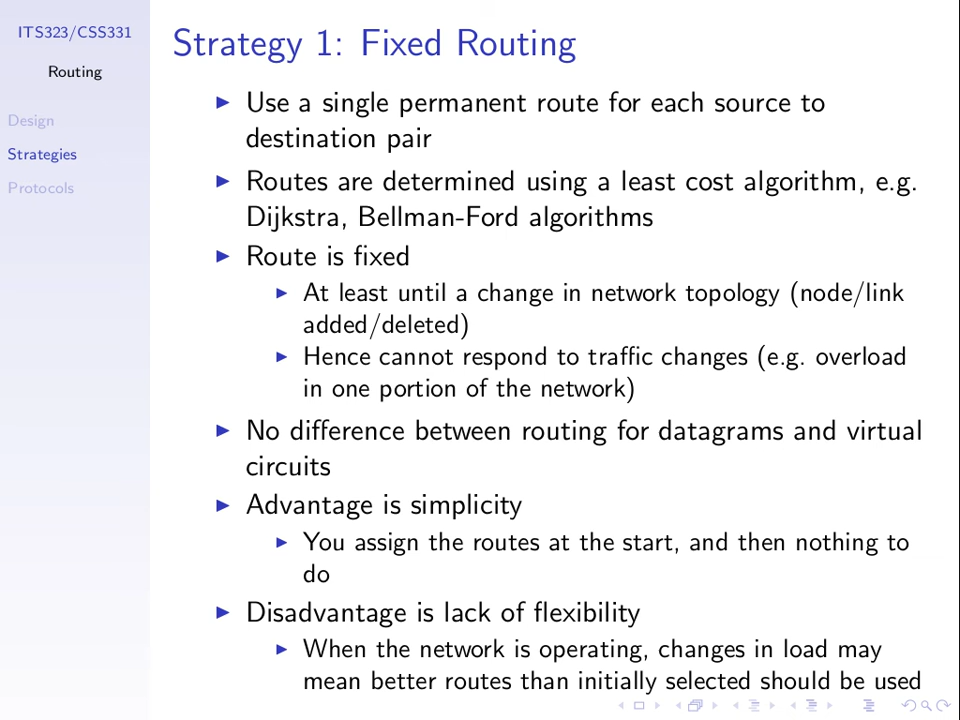 ITS323/CSS331
Routing
Design
Strategies
Protocols
Strategy 1: Fixed Routing
Use a single permanent route for each source to
destination pair
Routes are determined using a least cost algorithm, e.g.
Dijkstra, Bellman-Ford algorithms
Route is fixed
At least until a change in network topology (node/link
added/deleted)
Hence cannot respond to traffic changes (e.g. overload
in one portion of the network)
No difference between routing for datagrams and virtual
circuits
Advantage is simplicity
You assign the routes at the start, and then nothing to
do
Disadvantage is lack of flexibility
When the network is operating, changes in load may
mean better routes than initially selected should be used